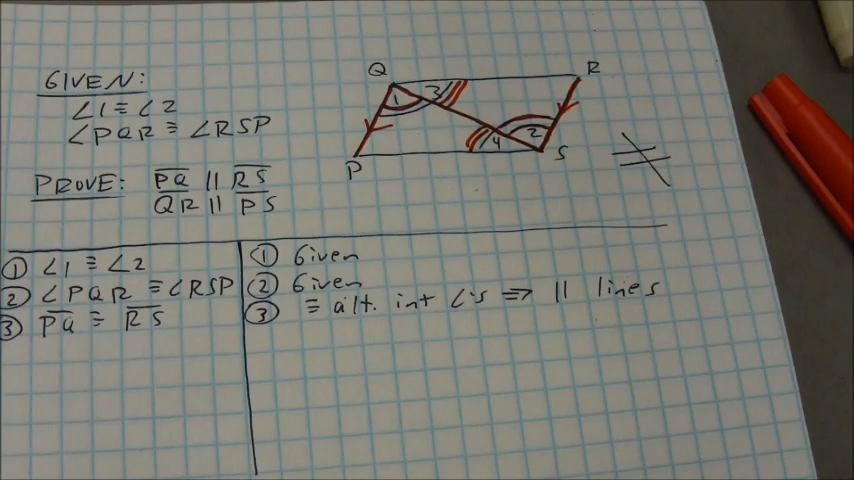 GIVEN:
∠1 ≅ ∠2
∠PQR ≅ ∠RSP
PROVE: PQ || RS
QR || PS
Q
R
1
3
4
2
P
S
① ∠1 ≅ ∠2
② ∠PQR ≅ ∠RSP
③ PQ ≅ RS
① Given
② Given
③ ≅ alt. int ∠'s ⇒ || lines